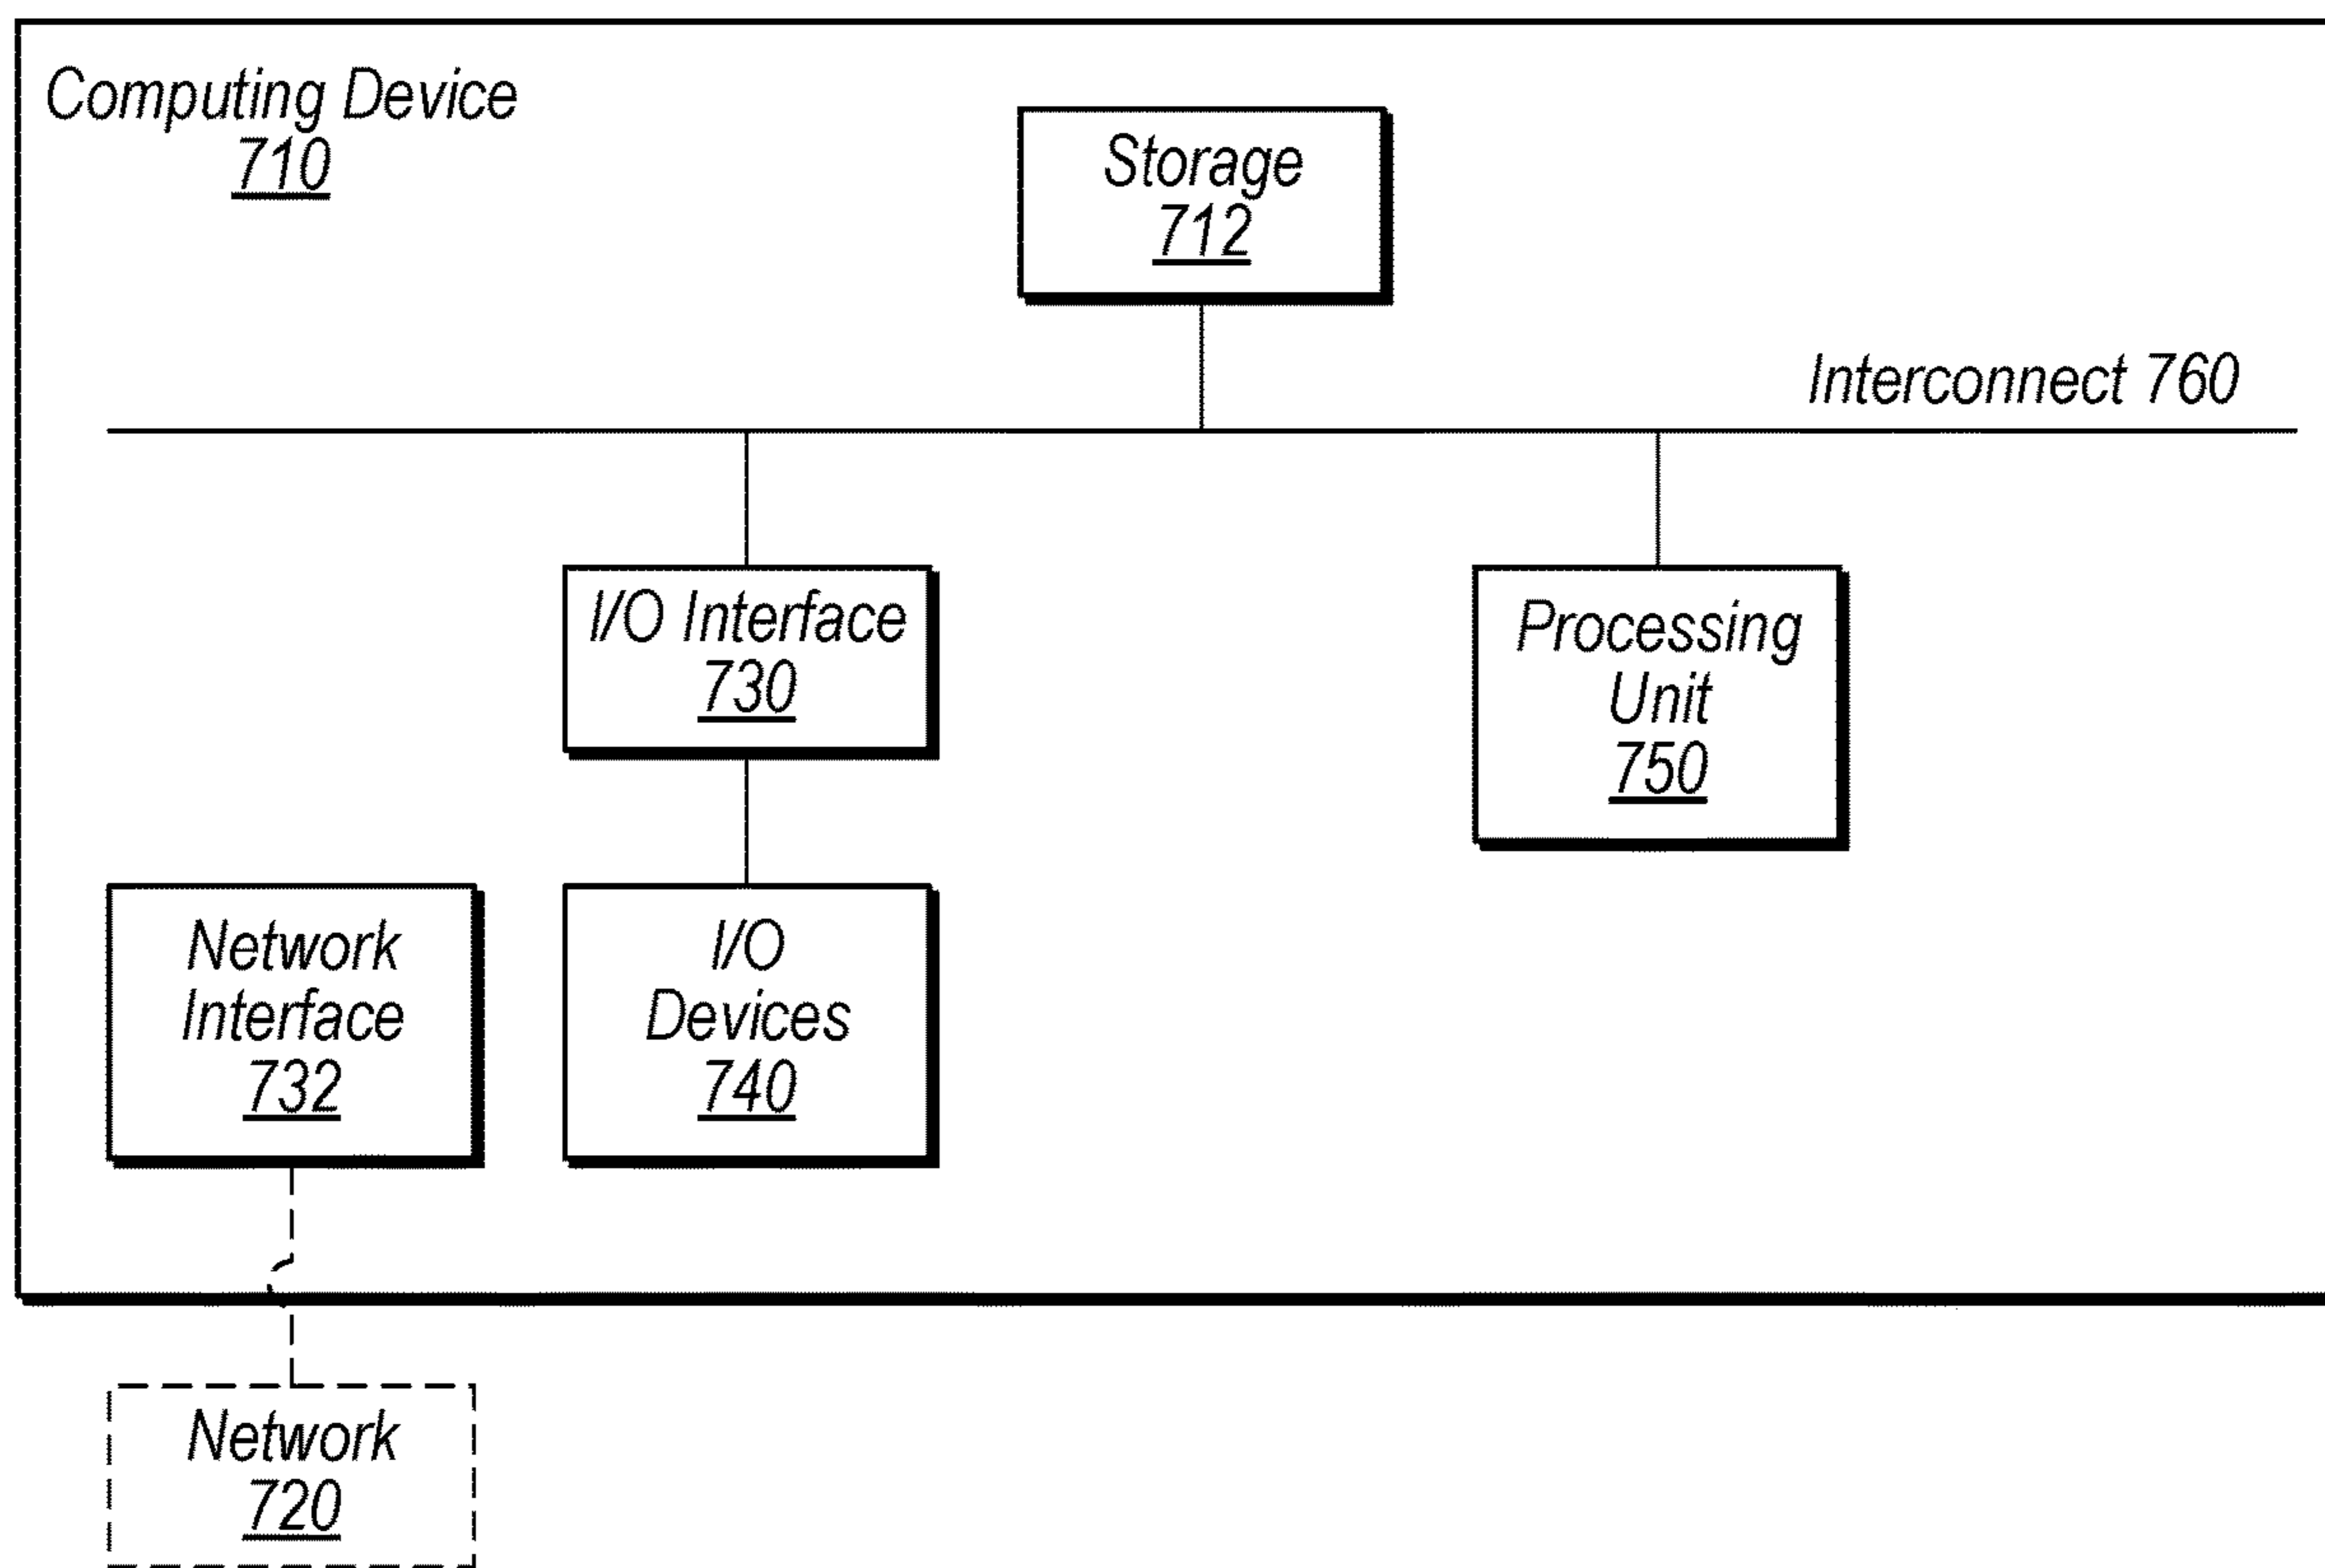 Computing Device
710
Storage
712
Interconnect 760
I/O Interface
730
Processing
Unit
750
Network
Interface
732
I/O
Devices
740
Network
720